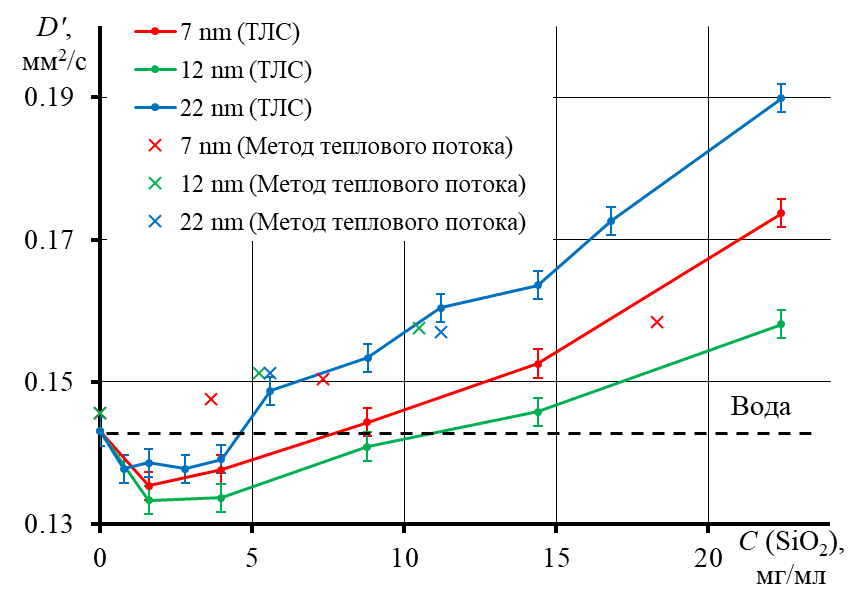 D′,
мм²/с
7 nm (ТЛС)
12 nm (ТЛС)
22 nm (ТЛС)
7 nm (Метод теплового потока)
12 nm (Метод теплового потока)
22 nm (Метод теплового потока)
0.19
0.17
0.15
0.13
Вода
0
5
10
15
20
C (SiO₂),
мг/мл